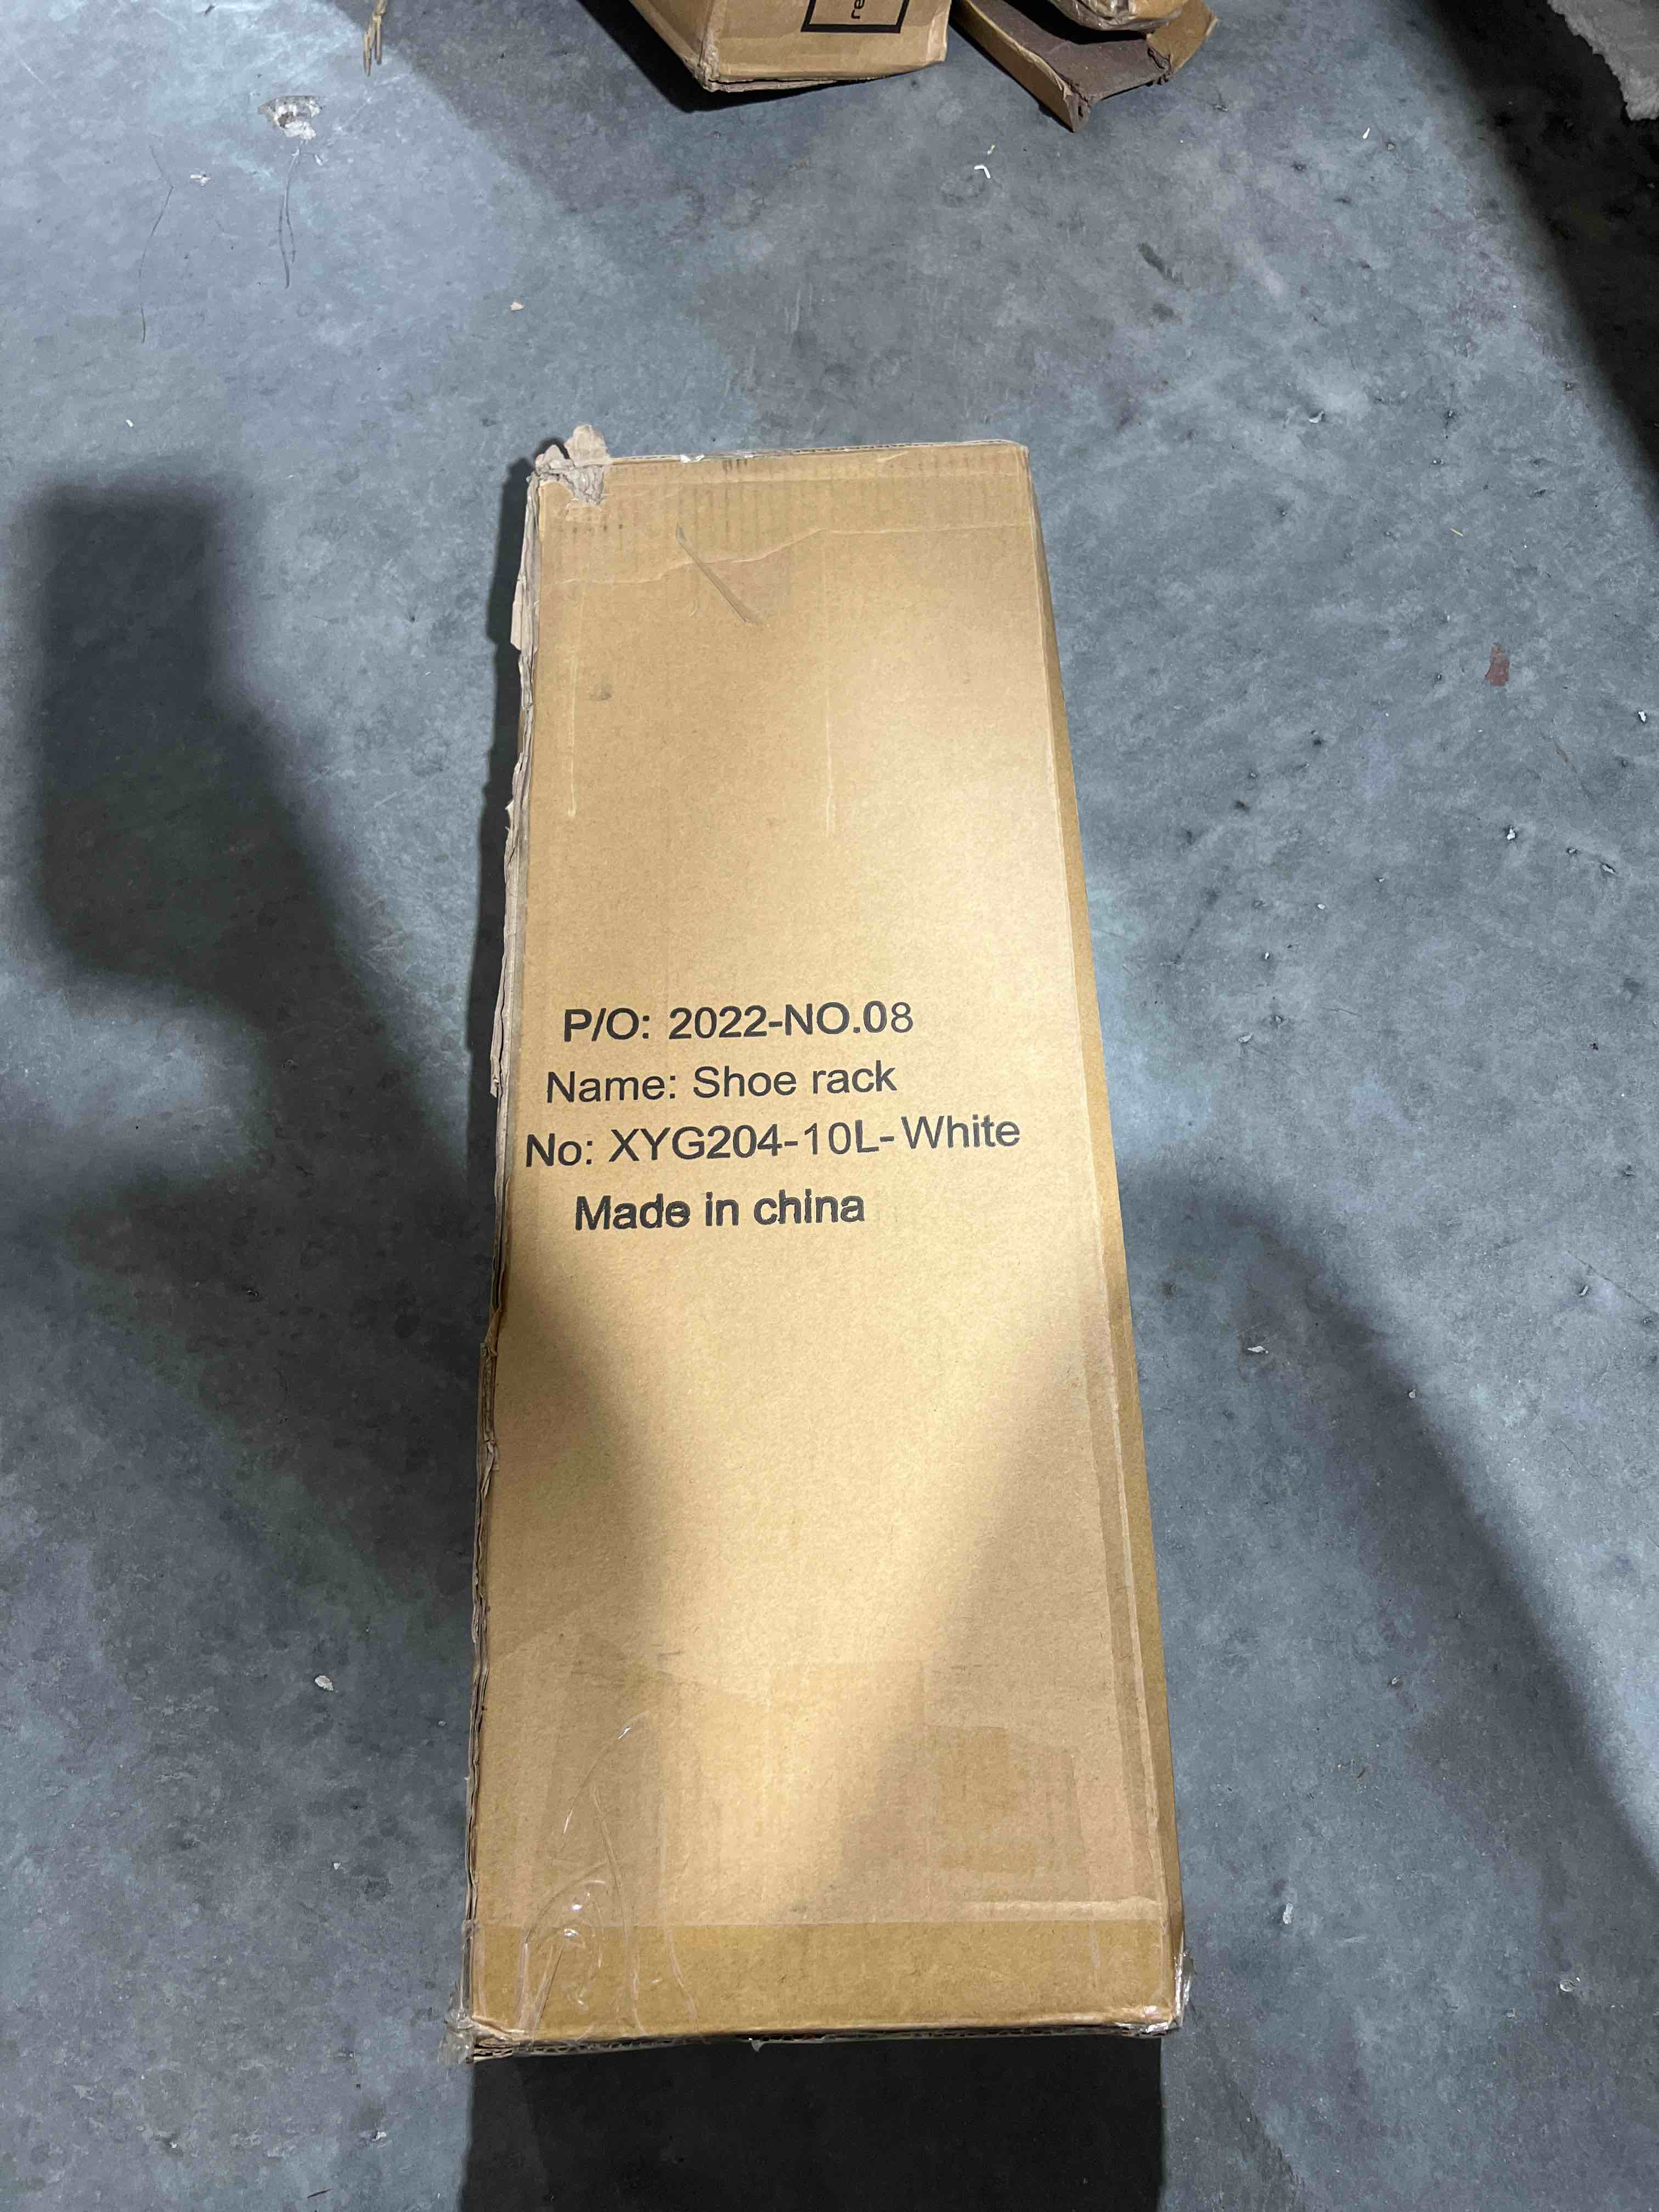 P/O: 2022-NO.08
Name: Shoe rack
No: XYG204-10L-White
Made in china